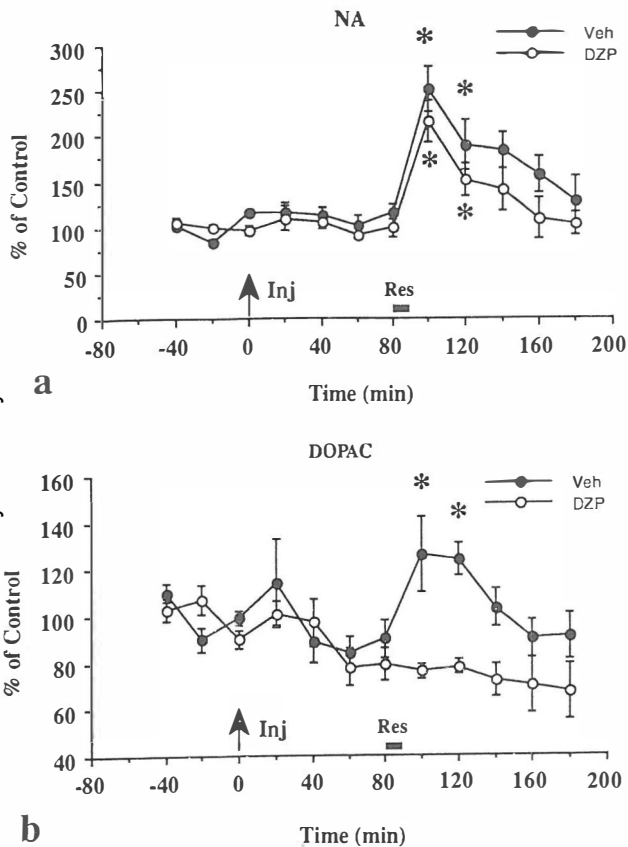 NA
Veh
DZP
*
*
*
*
300
250
200
150
100
50
0
% of Control
Inj
Res
-80
-40
0
40
80
120
160
200
Time (min)
a
DOPAC
Veh
DZP
*
*
160
140
120
100
80
60
40
% of Control
Inj
Res
-80
-40
0
40
80
120
160
200
Time (min)
b